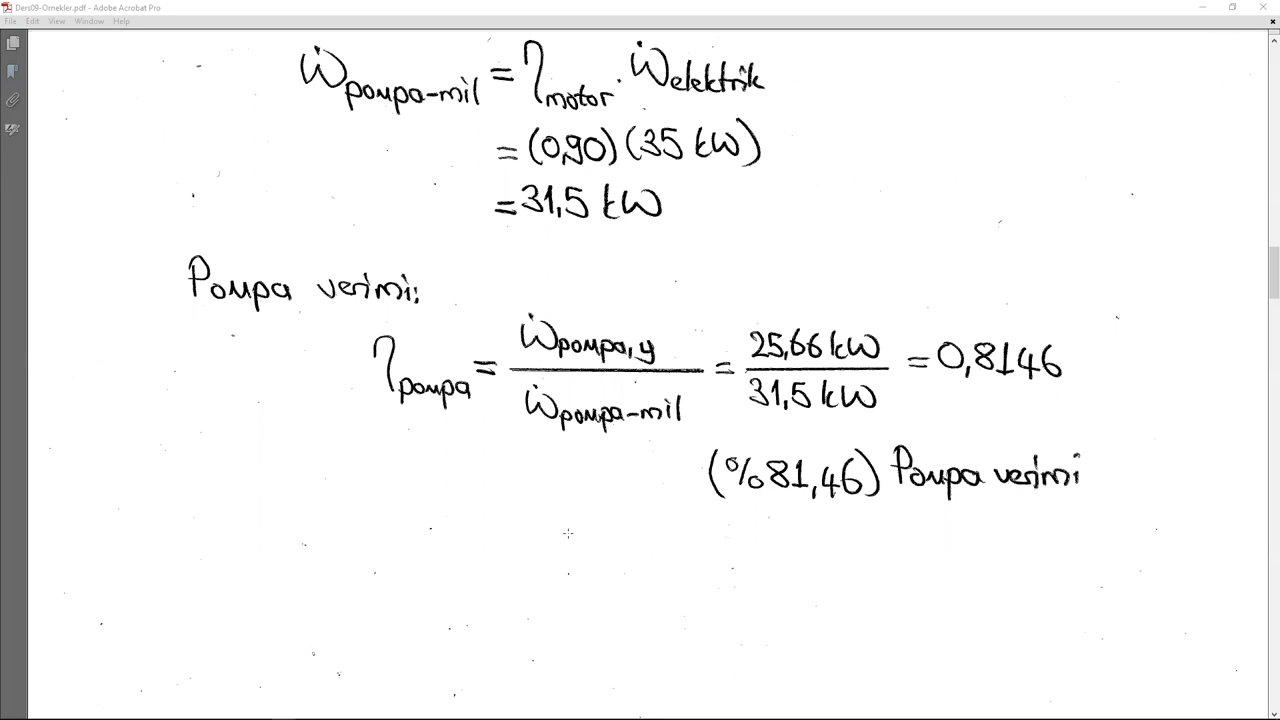 Ders09-Ornekler.pdf - Adobe Acrobat Pro
File Edit View Window Help
Ẇpompa-mil = ηmotor · Ẇelektrik
= (0,90) (35 kW)
= 31,5 kW
Pompa verimi:
ηpompa = Ẇpompa,y / Ẇpompa-mil = 25,66 kW / 31,5 kW = 0,8146
(%81,46) Pompa verimi